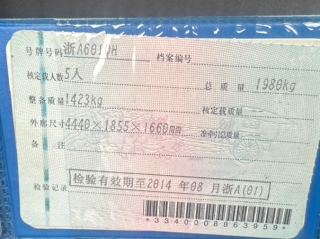 号牌号码 浙A601QH 档案编号
核定载人数 5人 总质量 1980kg
整备质量 1423kg 核定载质量
外廓尺寸 4440×1855×1660mm 准牵引总质量
备注
检验记录 检验有效期至2014年08月浙A(01)
*3340008863959*